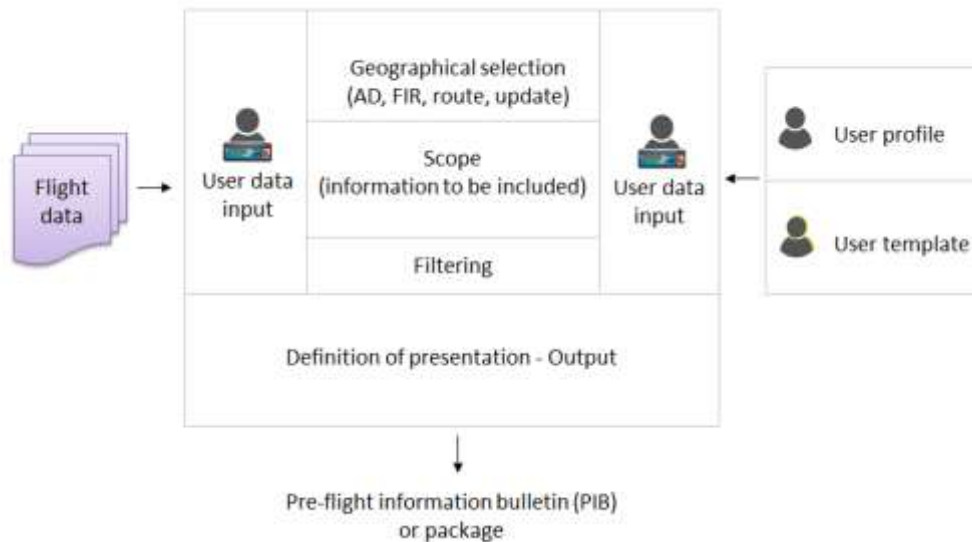 Geographical selection
(AD, FIR, route, update)
Flight
data
User data
input
Scope
(information to be included)
User data
input
User profile
User template
Filtering
Definition of presentation - Output
Pre-flight information bulletin (PIB)
or package